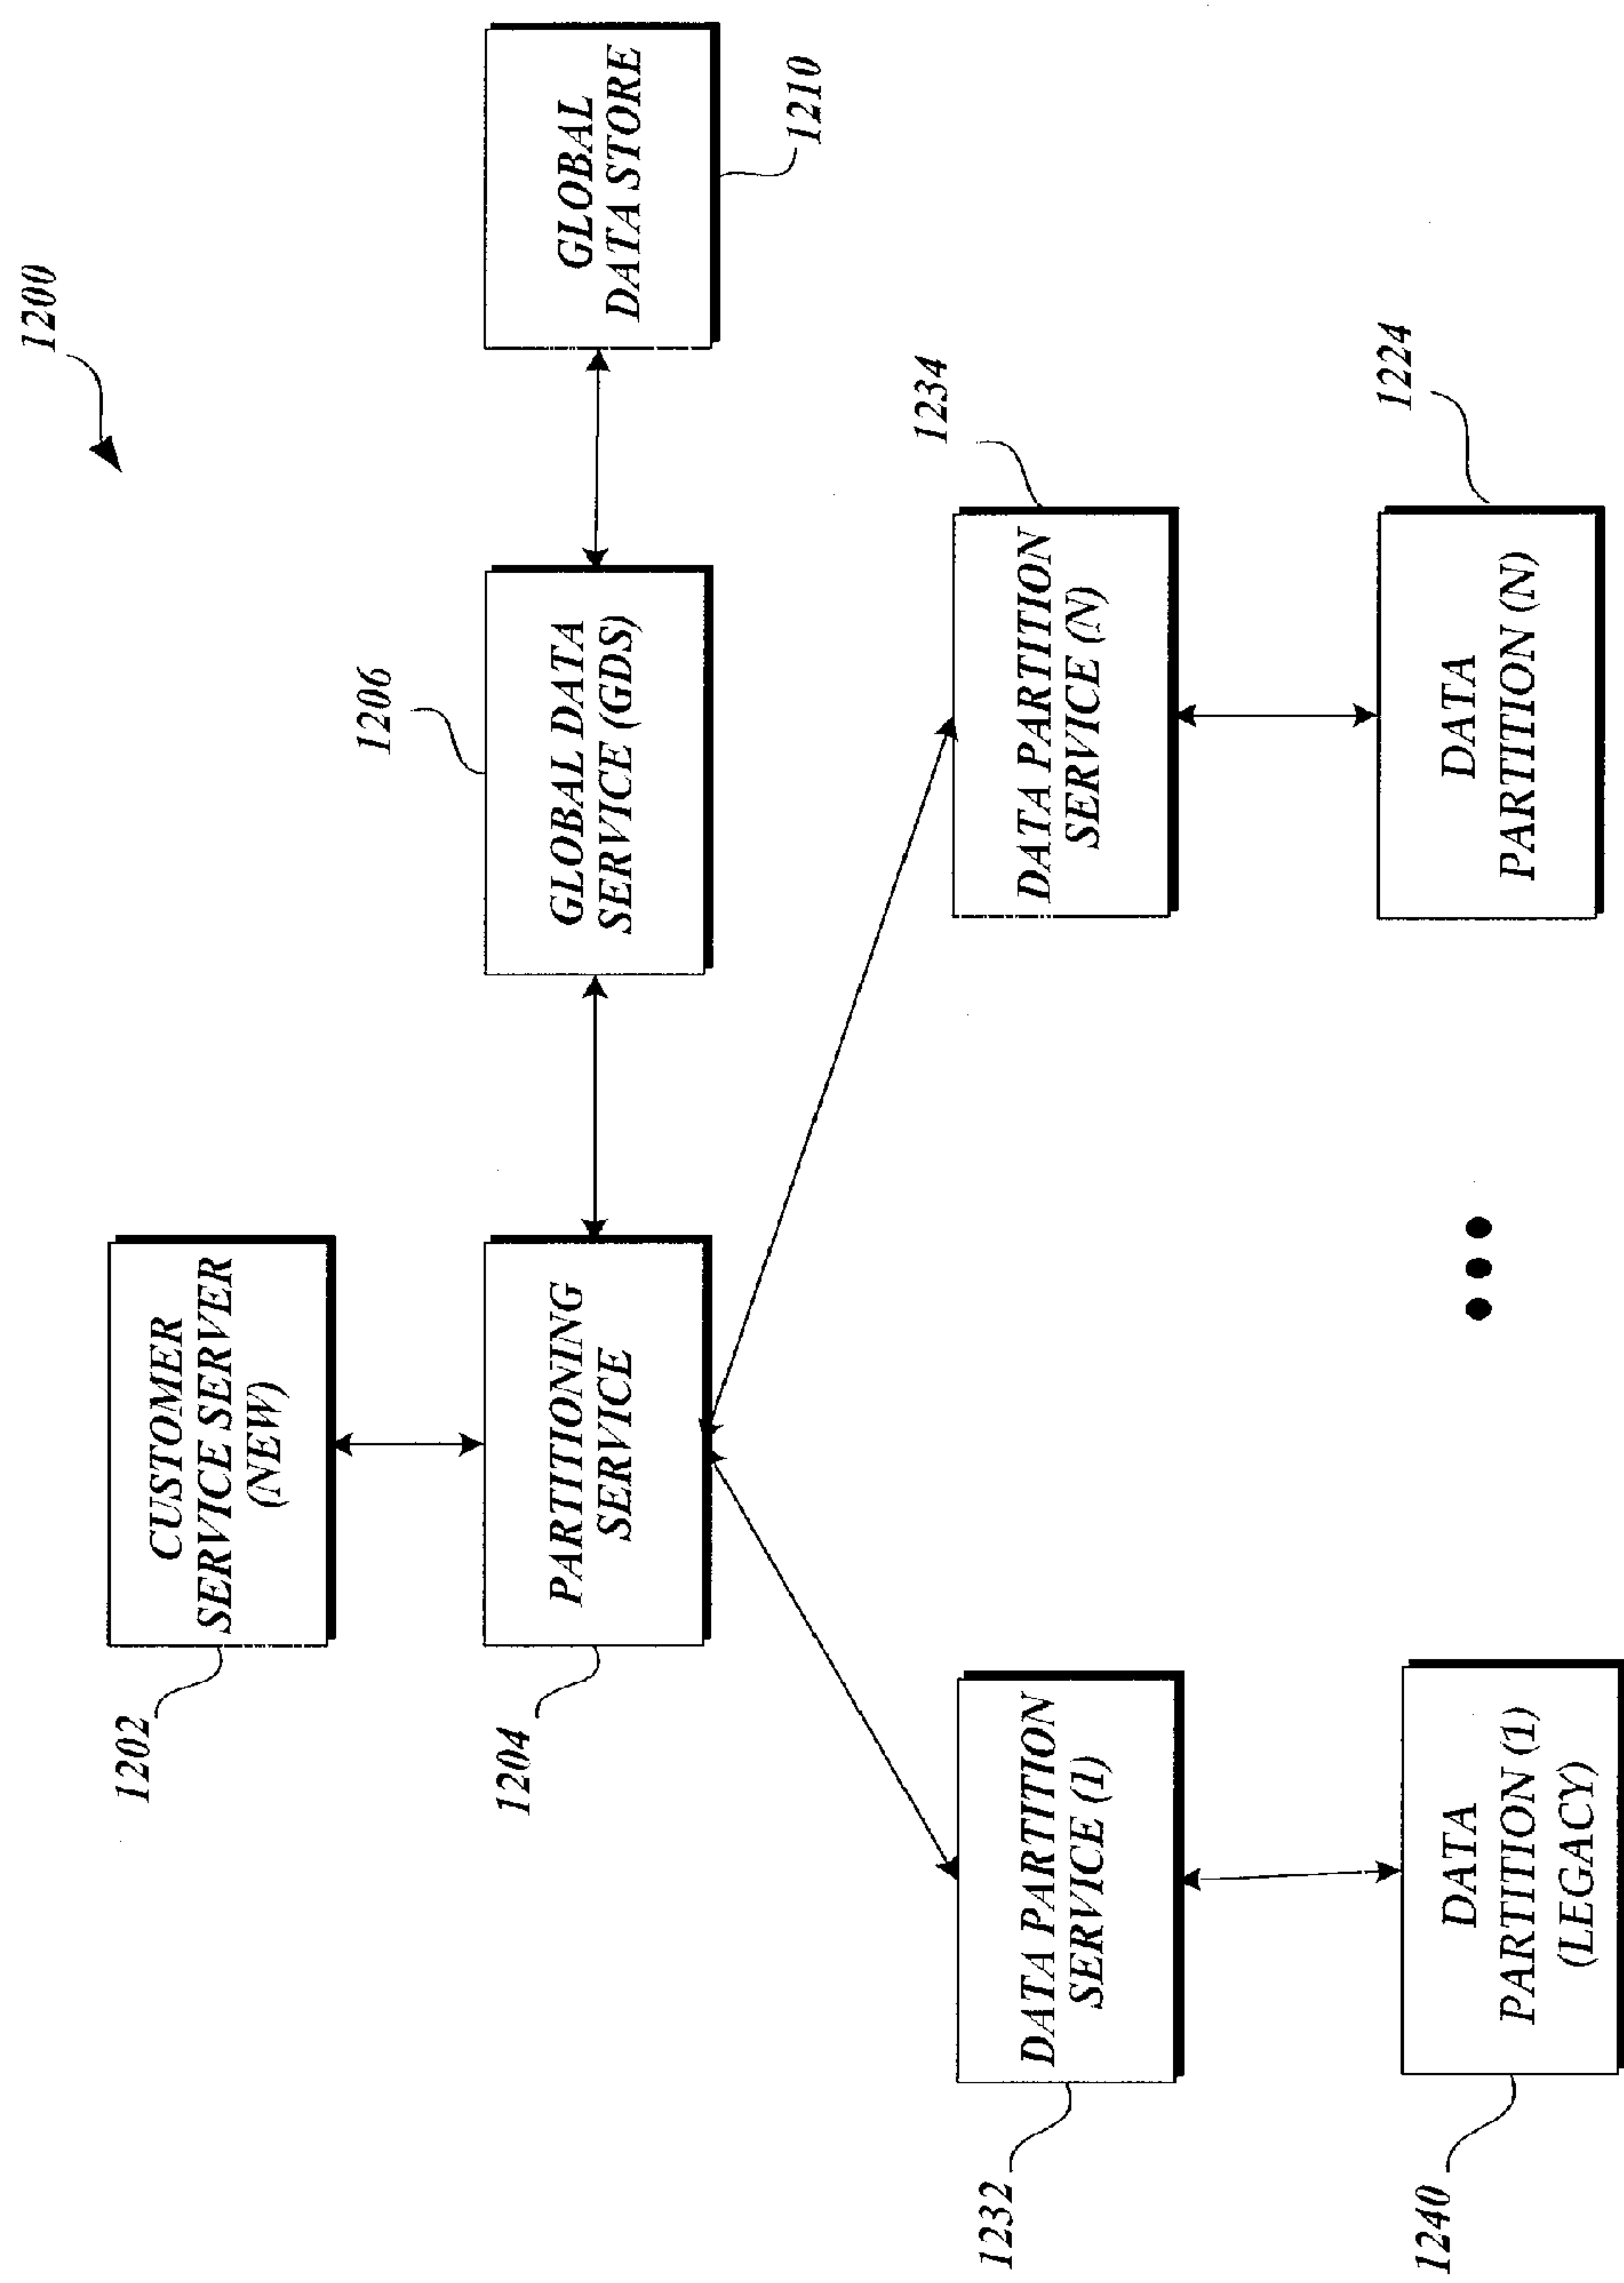 1200
CUSTOMER
SERVICE SERVER
(NEW)
1202
PARTITIONING
SERVICE
1204
GLOBAL DATA
SERVICE (GDS)
1206
GLOBAL
DATA STORE
1210
DATA PARTITION
SERVICE (1)
1232
DATA PARTITION
SERVICE (N)
1234
DATA
PARTITION (1)
(LEGACY)
1240
DATA
PARTITION (N)
1224